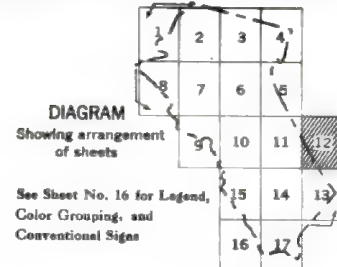 1 2 3 4
8 7 6 5
9 10 11 12
15 14 13
16 17
DIAGRAM
Showing arrangement
of sheets
See Sheet No. 16 for Legend,
Color Grouping, and
Conventional Signs